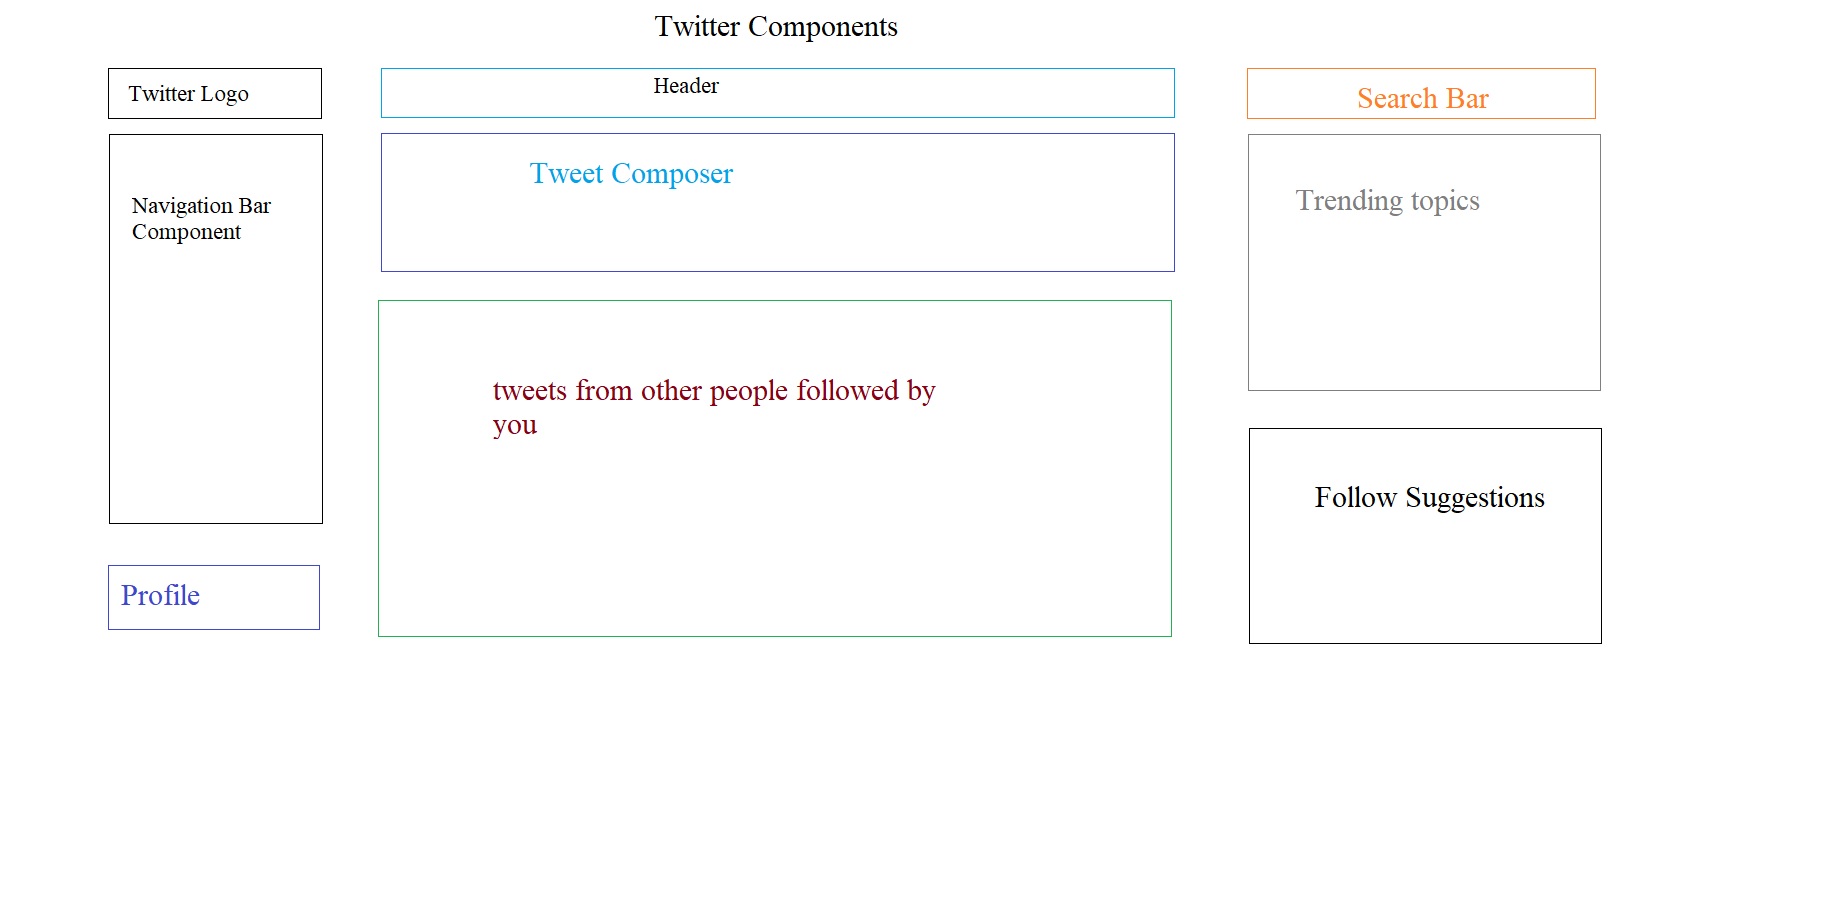 Twitter Components
Twitter Logo
Navigation Bar
Component
Profile
Header
Tweet Composer
tweets from other people followed by
you
Search Bar
Trending topics
Follow Suggestions